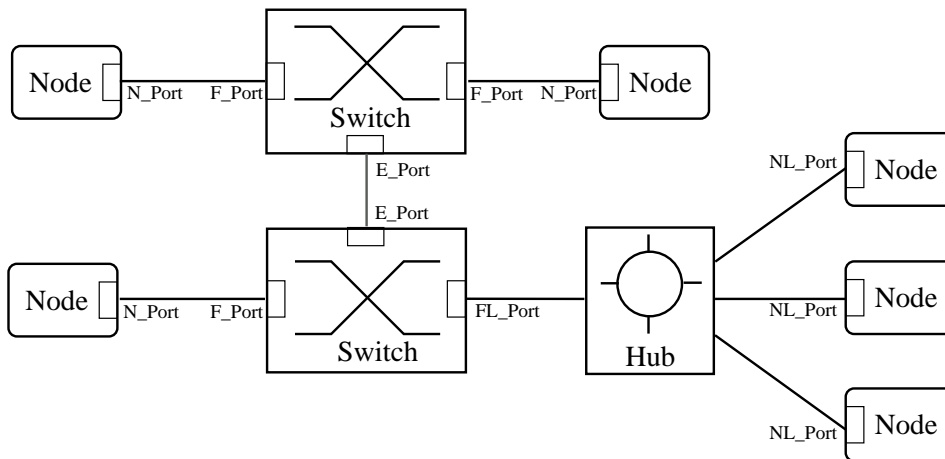 Node
N_Port
F_Port
Switch
F_Port
N_Port
Node
E_Port
E_Port
Node
N_Port
F_Port
Switch
FL_Port
Hub
NL_Port
Node
NL_Port
Node
NL_Port
Node